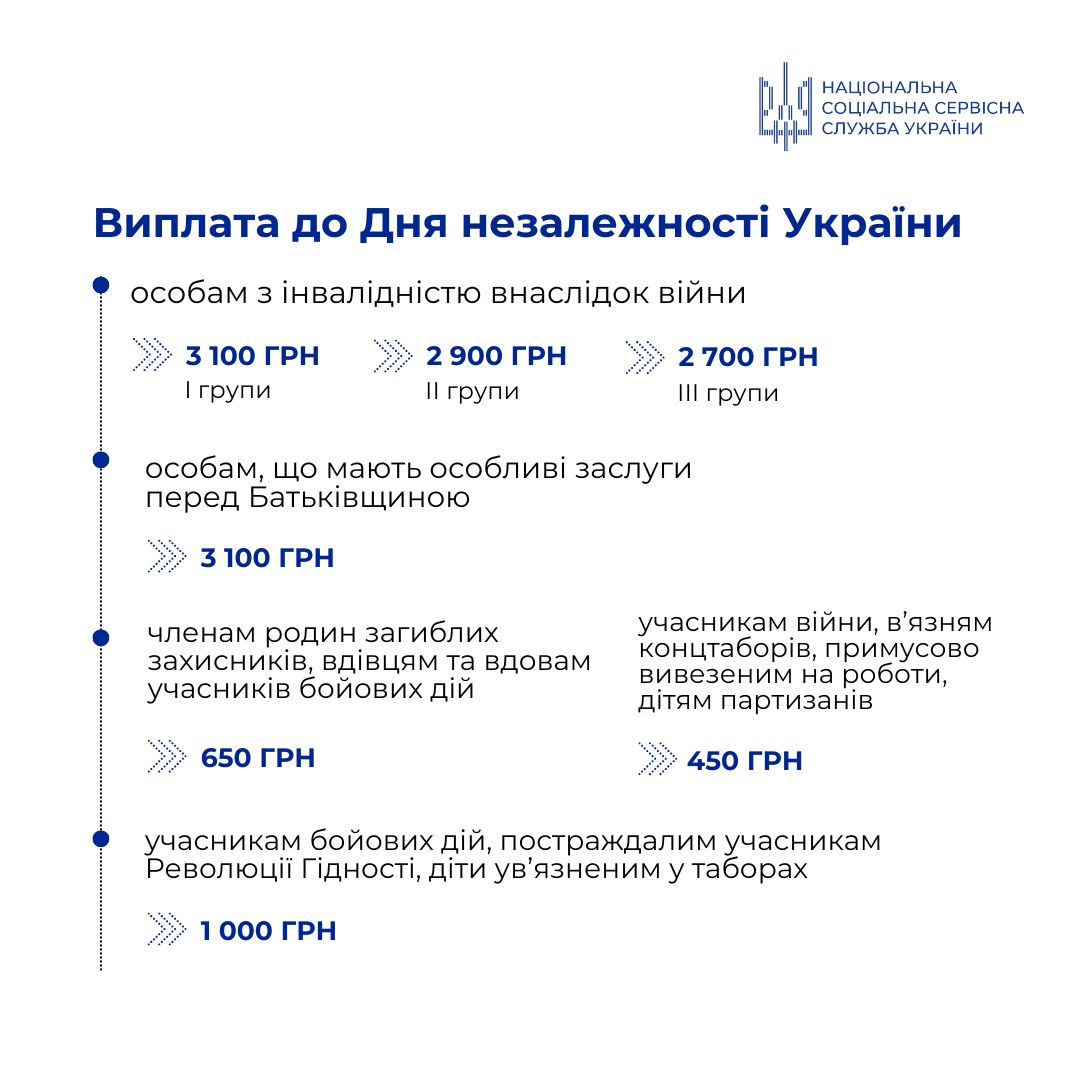 НАЦІОНАЛЬНА
СОЦІАЛЬНА СЕРВІСНА
СЛУЖБА УКРАЇНИ
Виплата до Дня незалежності України
особам з інвалідністю внаслідок війни
3 100 ГРН
І групи
2 900 ГРН
ІІ групи
2 700 ГРН
ІІІ групи
особам, що мають особливі заслуги
перед Батьківщиною
3 100 ГРН
членам родин загиблих
захисників, вдівцям та вдовам
учасників бойових дій
650 ГРН
учасникам війни, в’язням
концтаборів, примусово
вивезеним на роботи,
дітям партизанів
450 ГРН
учасникам бойових дій, постраждалим учасникам
Революції Гідності, діти ув’язненим у таборах
1 000 ГРН